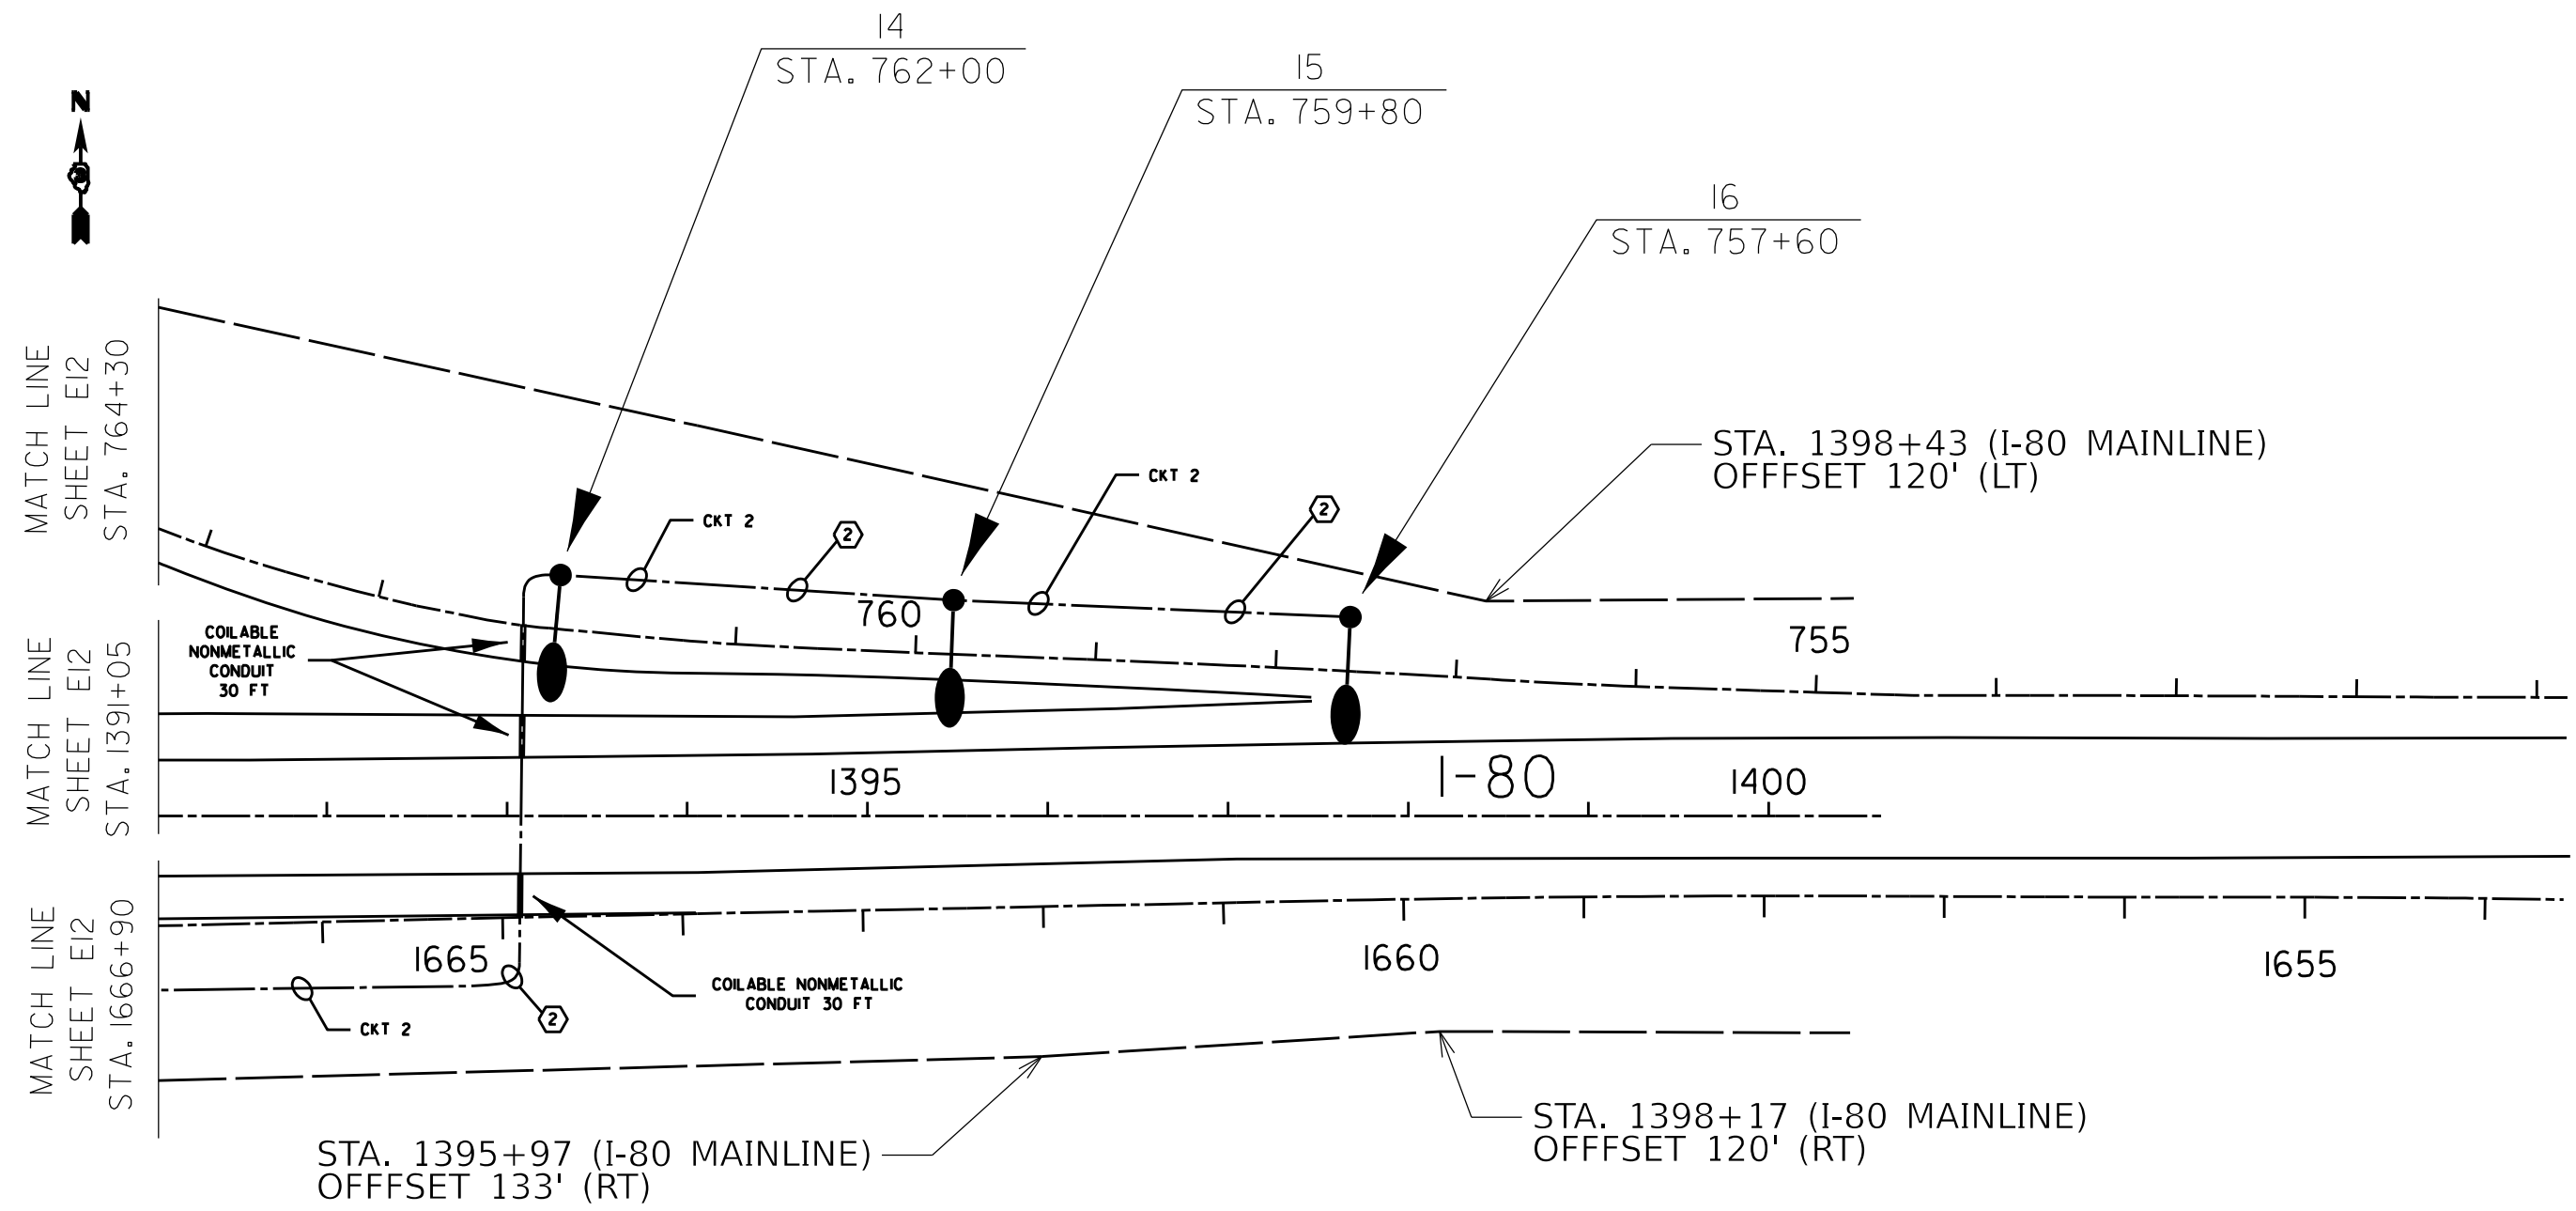 14
STA. 762+00
15
STA. 759+80
N
16
STA. 757+60
MATCH LINE
SHEET E12
STA. 764+30
STA. 1398+43 (I-80 MAINLINE)
OFFFSET 120' (LT)
CKT 2
CKT 2
2
2
760
755
COILABLE
NONMETALLIC
CONDUIT
30 FT
MATCH LINE
SHEET E12
STA. 1391+05
1395
I-80
1400
MATCH LINE
SHEET E12
STA. 1666+90
1665
1660
1655
COILABLE NONMETALLIC
CONDUIT 30 FT
CKT 2
2
STA. 1395+97 (I-80 MAINLINE)
OFFFSET 133' (RT)
STA. 1398+17 (I-80 MAINLINE)
OFFFSET 120' (RT)